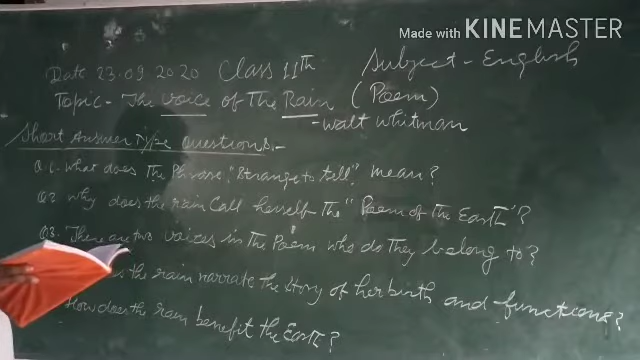 Made with KINEMASTER
Date 23.09.2020 Class 11th Subject - English
Topic - The voice of The Rain (Poem)
- walt whitman
Short Answer Type Questions:-
Q.1. what does The Phrase, "Strange to tell" mean?
Q.2 why does the rain call herself The "Poem of The Earth"?
Q3. There are two voices in The Poem who do They belong to?
the rain narrate the story of her birth and functions?
How does the rain benefit the Earth?